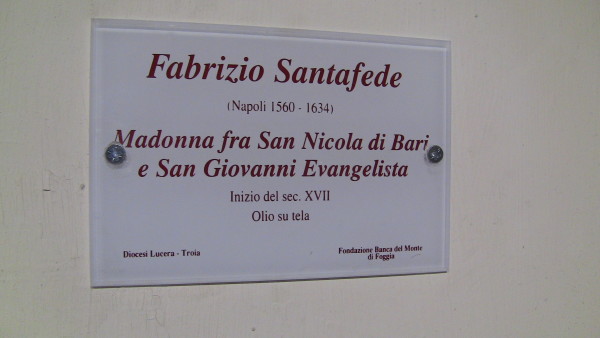 Fabrizio Santafede
(Napoli 1560 - 1634)
Madonna fra San Nicola di Bari
e San Giovanni Evangelista
Inizio del sec. XVII
Olio su tela
Diocesi Lucera - Troia
Fondazione Banca del Monte
di Foggia